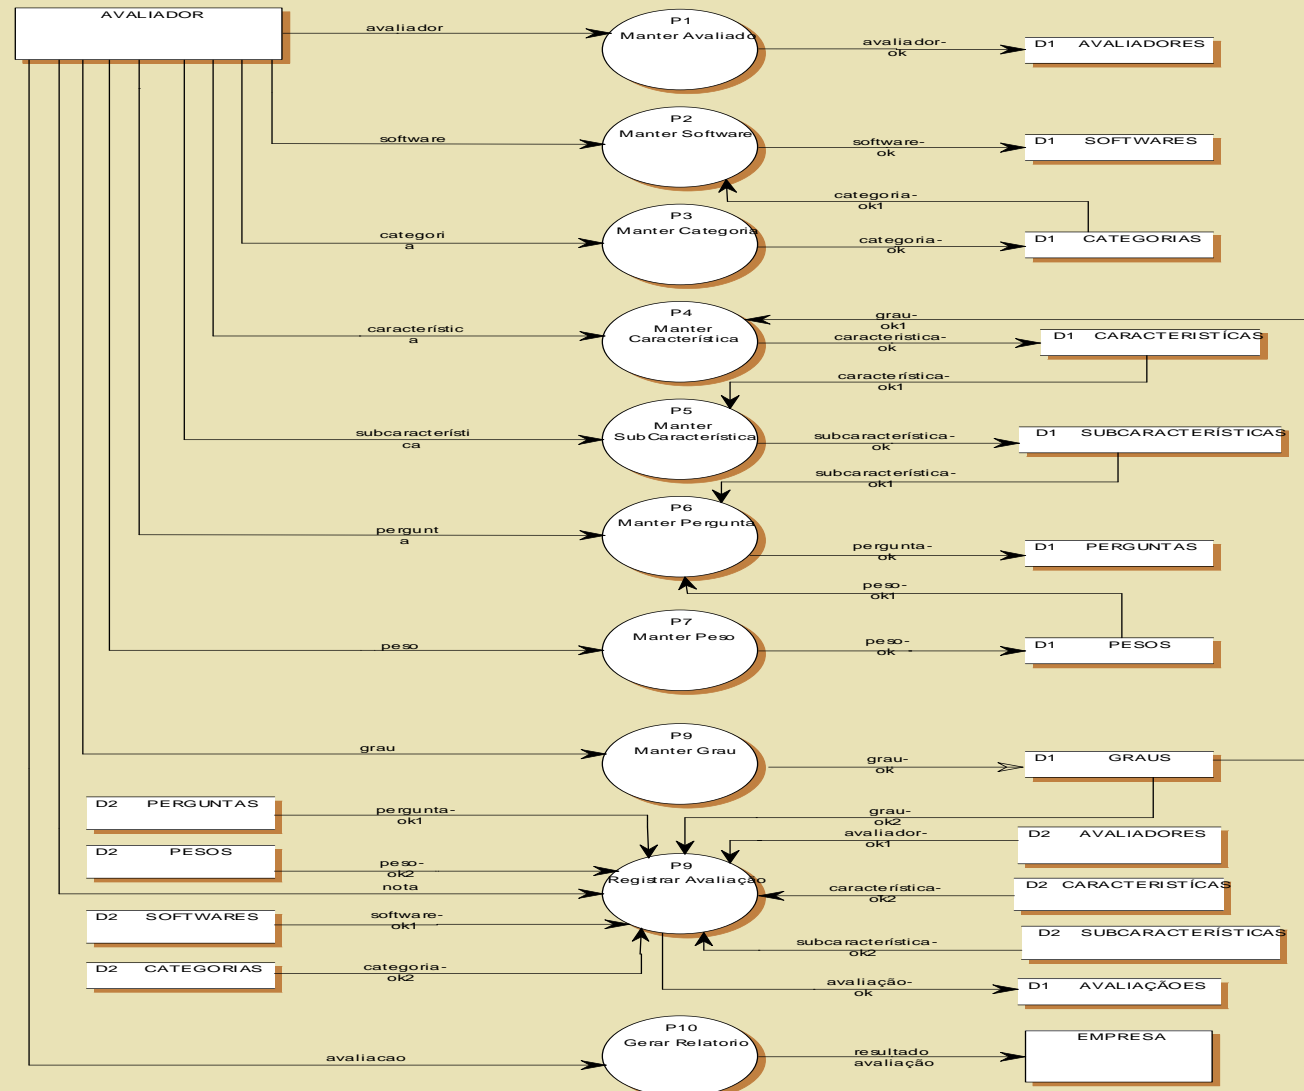 AVALIADOR
avaliador
P1
Manter Avaliado
avaliador-
ok
D1 AVALIADORES
software
P2
Manter Software
software-
ok
D1 SOFTWARES
categoria-
ok1
categori
a
P3
Manter Categoria
categoria-
ok
D1 CATEGORIAS
característic
a
P4
Manter
Característica
grau-
ok1
caracteristica-
ok
D1 CARACTERISTÍCAS
característica-
ok1
subcaracterísti
ca
P5
Manter
SubCaracterística
subcaracterística-
ok
D1 SUBCARACTERÍSTICAS
subcaracterística-
ok1
pergunt
a
P6
Manter Pergunta
pergunta-
ok
D1 PERGUNTAS
peso-
ok1
peso
P7
Manter Peso
peso-
ok
D1 PESOS
grau
P9
Manter Grau
grau-
ok
D1 GRAUS
grau-
ok2
D2 PERGUNTAS
pergunta-
ok1
avaliador-
ok1
D2 AVALIADORES
D2 PESOS
peso-
ok2
nota
P9
Registrar Avaliação
característica-
ok2
D2 CARACTERISTÍCAS
D2 SOFTWARES
software-
ok1
subcaracterística-
ok2
D2 SUBCARACTERÍSTICAS
D2 CATEGORIAS
categoria-
ok2
avaliação-
ok
D1 AVALIAÇÃOES
avaliacao
P10
Gerar Relatorio
resultado
avaliação
EMPRESA